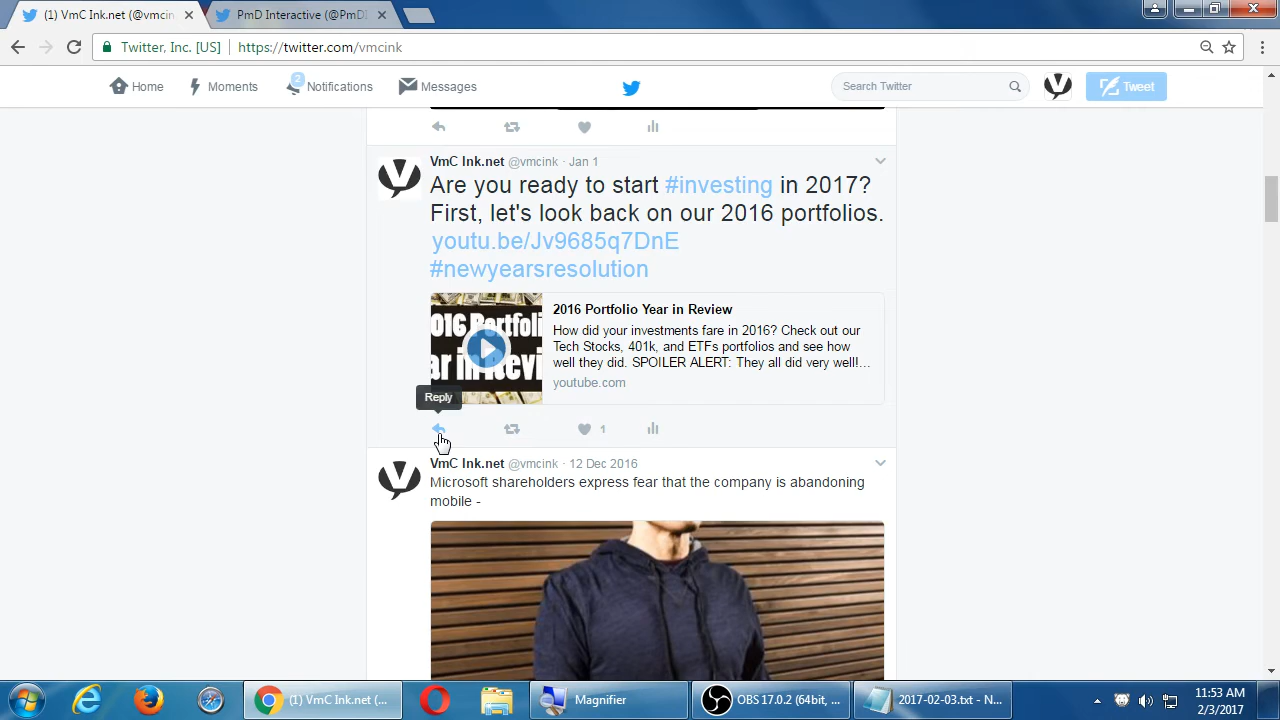 (1) VmC Ink.net (@vmcin
PmD Interactive (@PmDI
Twitter, Inc. [US] https://twitter.com/vmcink
Home Moments 2 Notifications Messages Search Twitter Tweet
VmC Ink.net @vmcink · Jan 1
Are you ready to start #investing in 2017?
First, let's look back on our 2016 portfolios.
youtu.be/Jv9685q7DnE
#newyearsresolution
2016 Portfolio Year in Review
How did your investments fare in 2016? Check out our
Tech Stocks, 401k, and ETFs portfolios and see how
well they did. SPOILER ALERT: They all did very well!...
youtube.com
Reply
1
VmC Ink.net @vmcink · 12 Dec 2016
Microsoft shareholders express fear that the company is abandoning
mobile -
(1) VmC Ink.net (... Magnifier OBS 17.0.2 (64bit, ... 2017-02-03.txt - N...
11:53 AM
2/3/2017